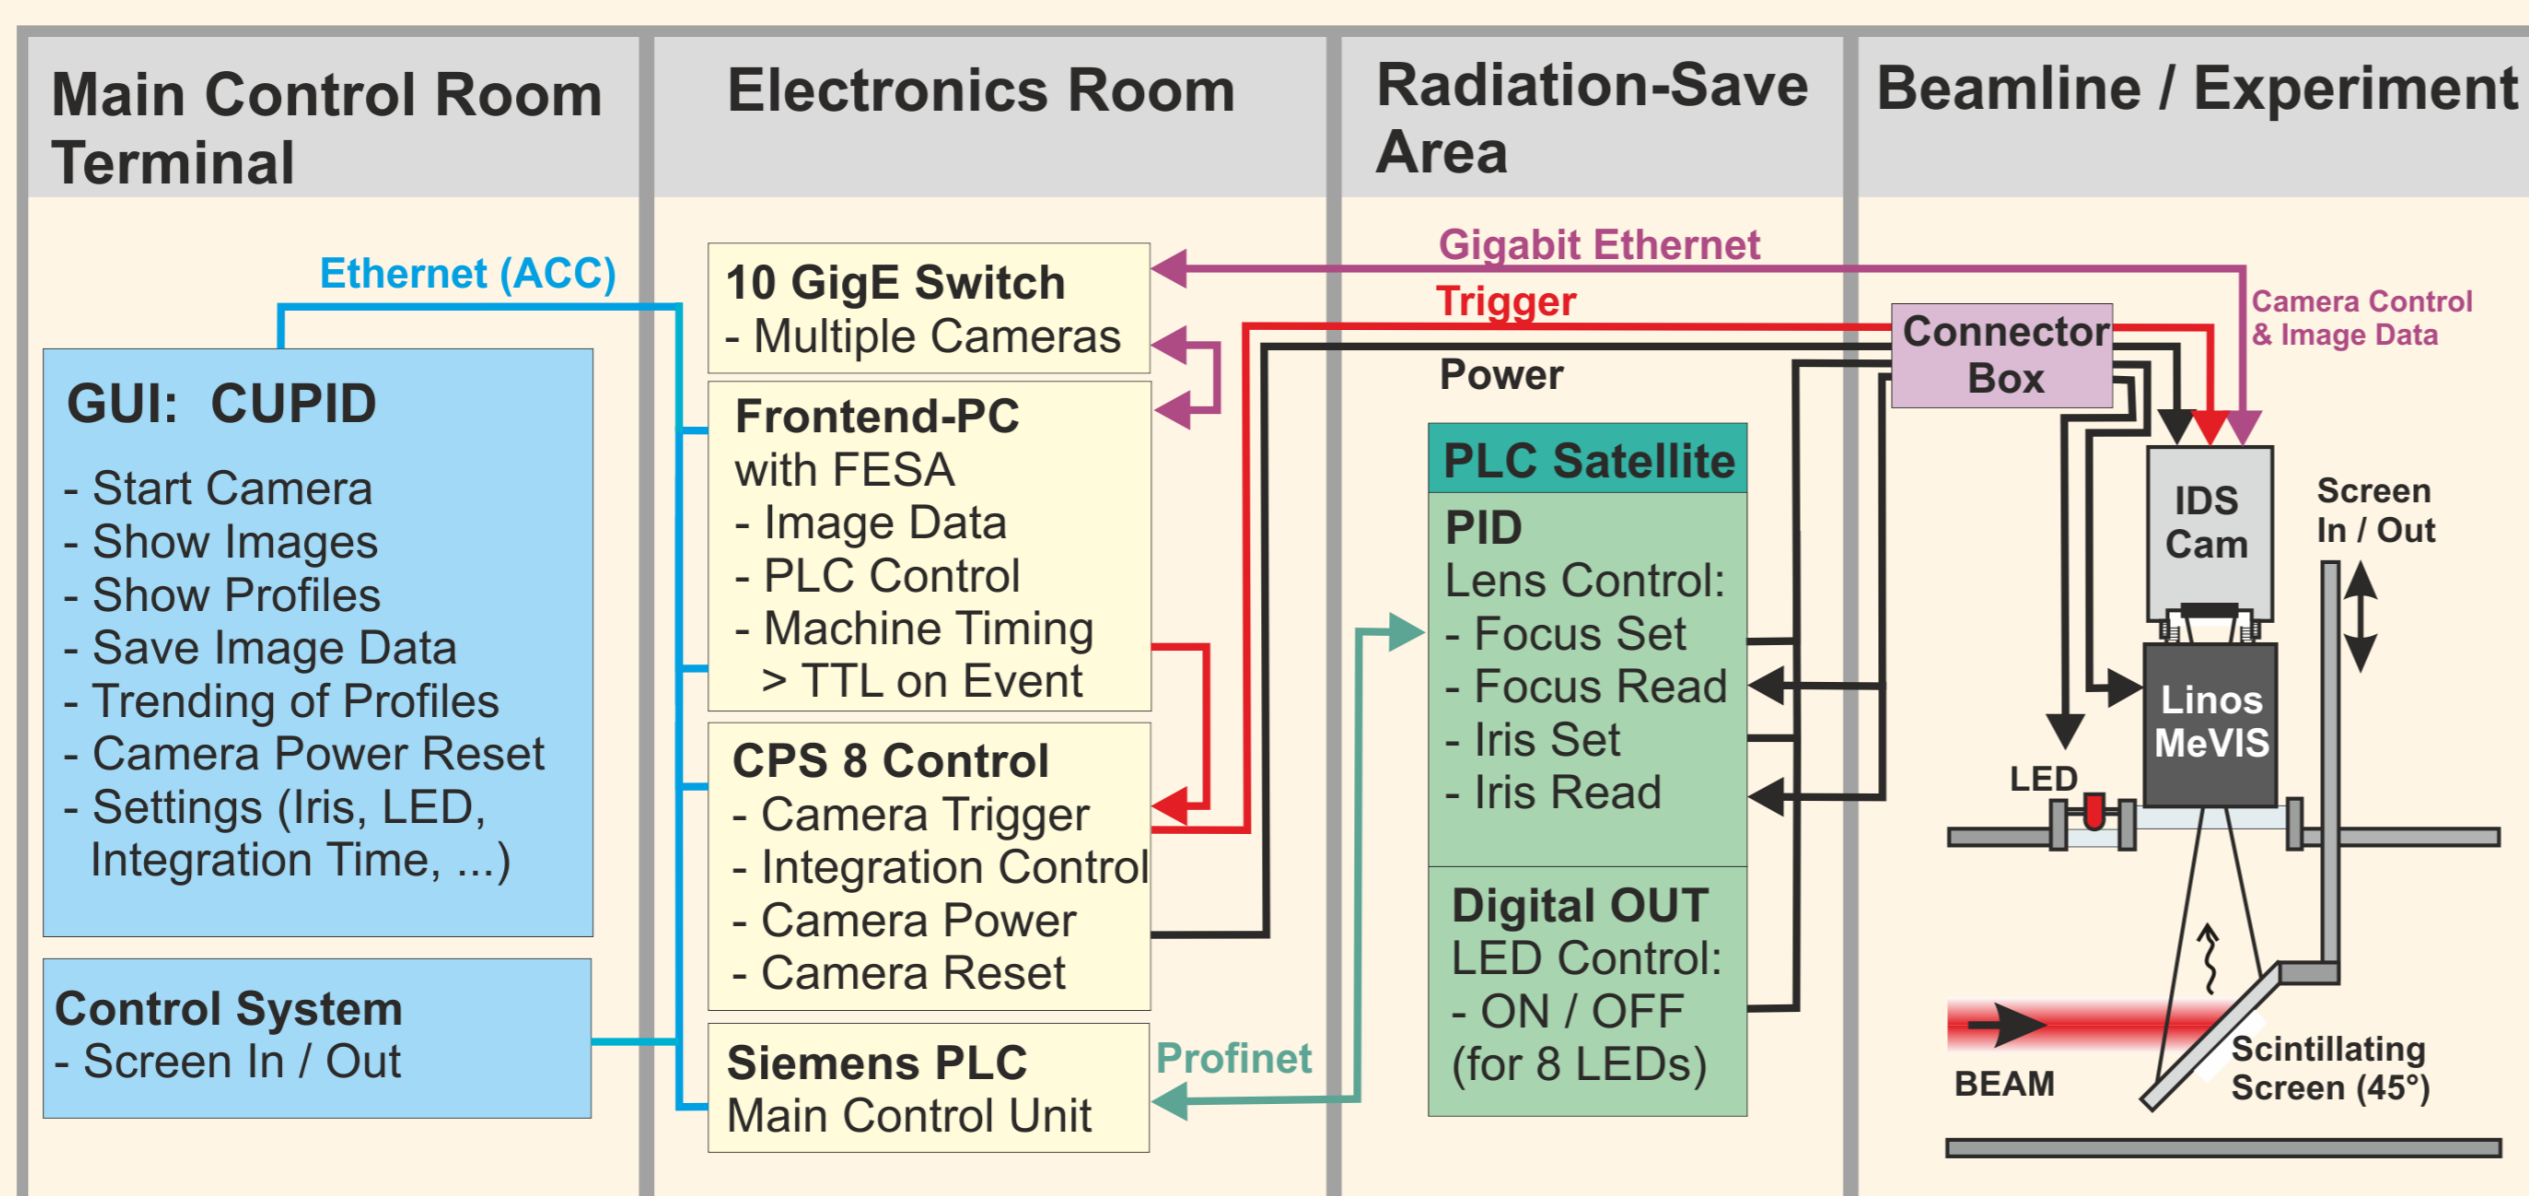 Main Control Room
Terminal
Electronics Room
Radiation-Save
Area
Beamline / Experiment
Ethernet (ACC)
GUI: CUPID
- Start Camera
- Show Images
- Show Profiles
- Save Image Data
- Trending of Profiles
- Camera Power Reset
- Settings (Iris, LED,
Integration Time, ...)
Control System
- Screen In / Out
10 GigE Switch
- Multiple Cameras
Frontend-PC
with FESA
- Image Data
- PLC Control
- Machine Timing
> TTL on Event
CPS 8 Control
- Camera Trigger
- Integration Control
- Camera Power
- Camera Reset
Siemens PLC
Main Control Unit
Profinet
Gigabit Ethernet
Trigger
Power
PLC Satellite
PID
Lens Control:
- Focus Set
- Focus Read
- Iris Set
- Iris Read
Digital OUT
LED Control:
- ON / OFF
(for 8 LEDs)
Connector
Box
Camera Control
& Image Data
IDS
Cam
Screen
In / Out
Linos
MeVIS
LED
BEAM
Scintillating
Screen (45°)